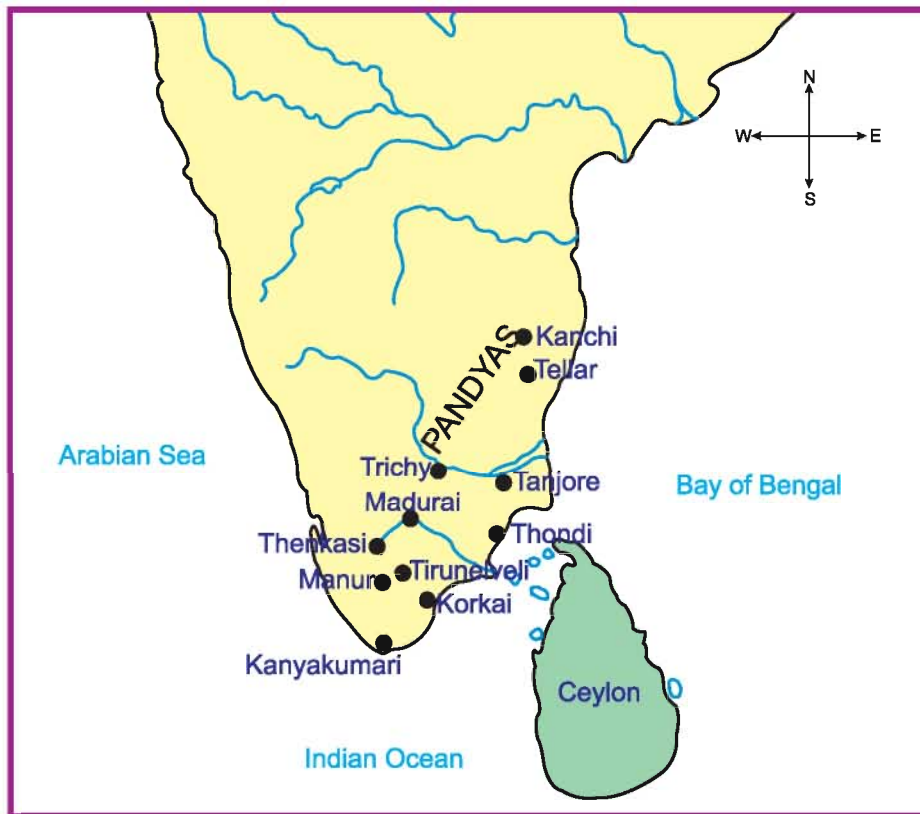 N
W E
S
Kanchi
PANDYAS
Tellar
Arabian Sea
Trichy
Tanjore
Bay of Bengal
Madurai
Thondi
Thenkasi
Tirunelveli
Manur
Korkai
Kanyakumari
Ceylon
Indian Ocean